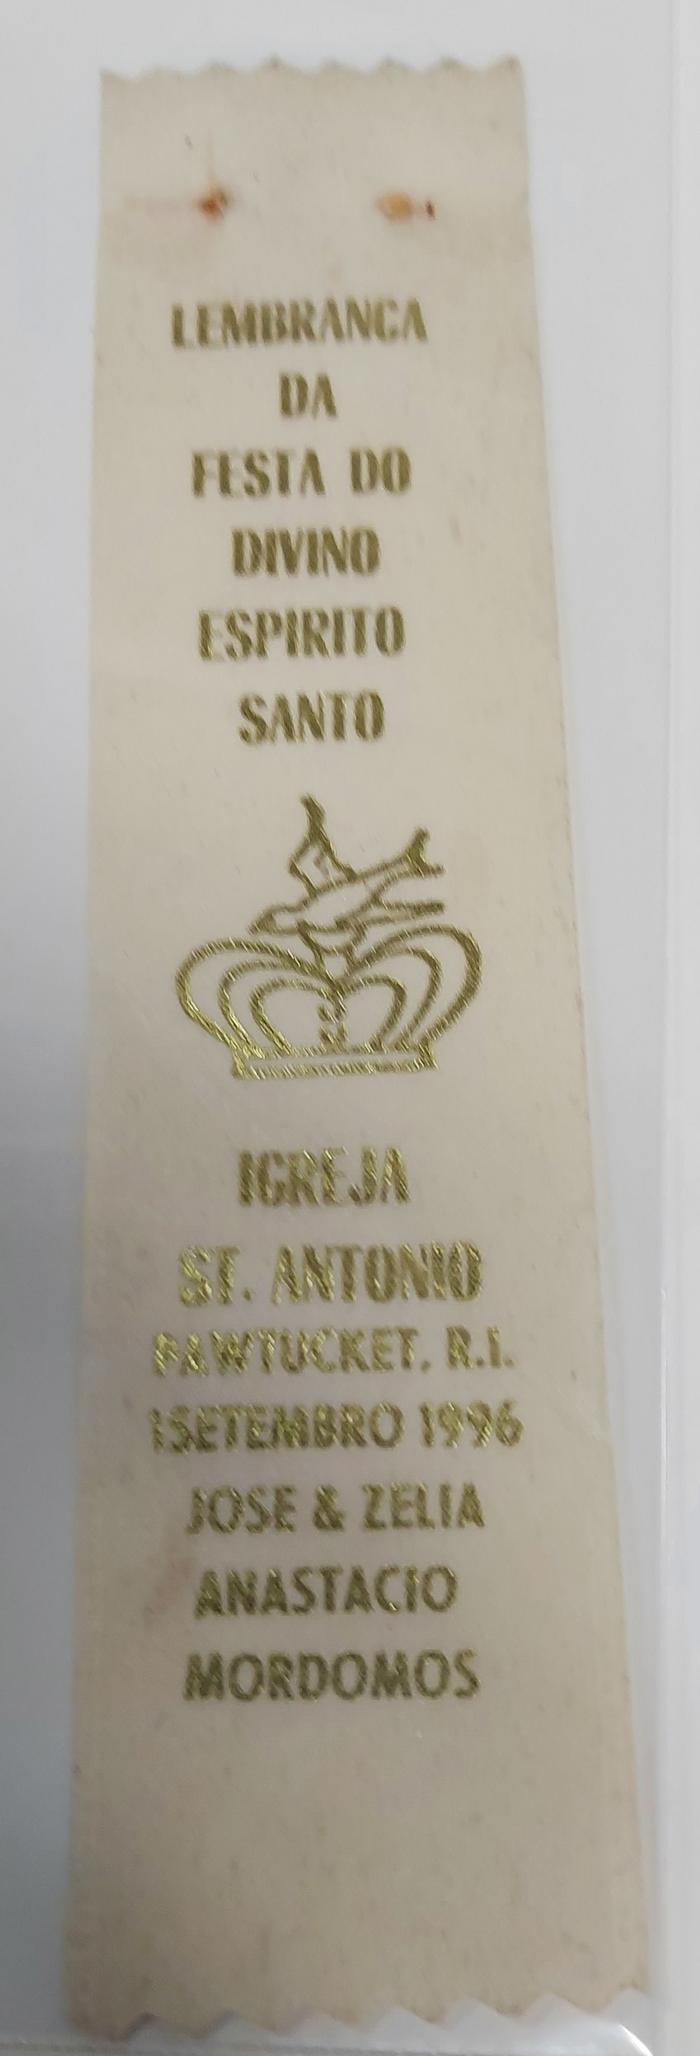 LEMBRANCA
DA
FESTA DO
DIVINO
ESPIRITO
SANTO
IGREJA
ST. ANTONIO
PAWTUCKET, R.I.
1SETEMBRO 1996
JOSE & ZELIA
ANASTACIO
MORDOMOS